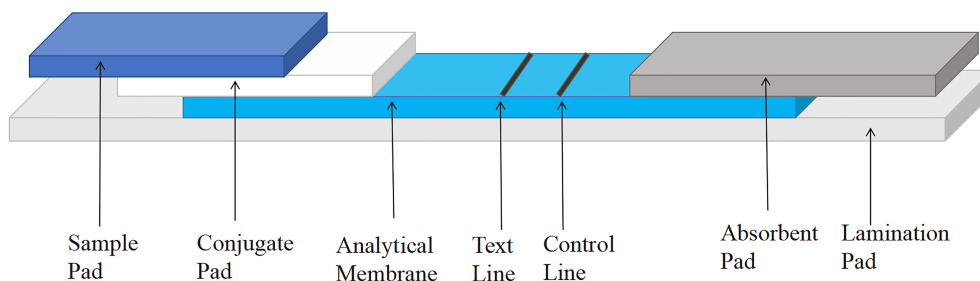 Sample
Pad
Conjugate
Pad
Analytical
Membrane
Text
Line
Control
Line
Absorbent
Pad
Lamination
Pad